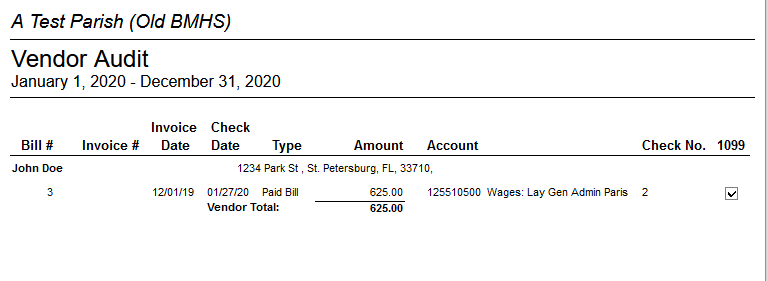 A Test Parish (Old BMHS)
Vendor Audit
January 1, 2020 - December 31, 2020
Invoice Check
Bill # Invoice # Date Date Type Amount Account Check No. 1099
John Doe 1234 Park St , St. Petersburg, FL, 33710,
3 12/01/19 01/27/20 Paid Bill 625.00 125510500 Wages: Lay Gen Admin Paris 2
Vendor Total: 625.00